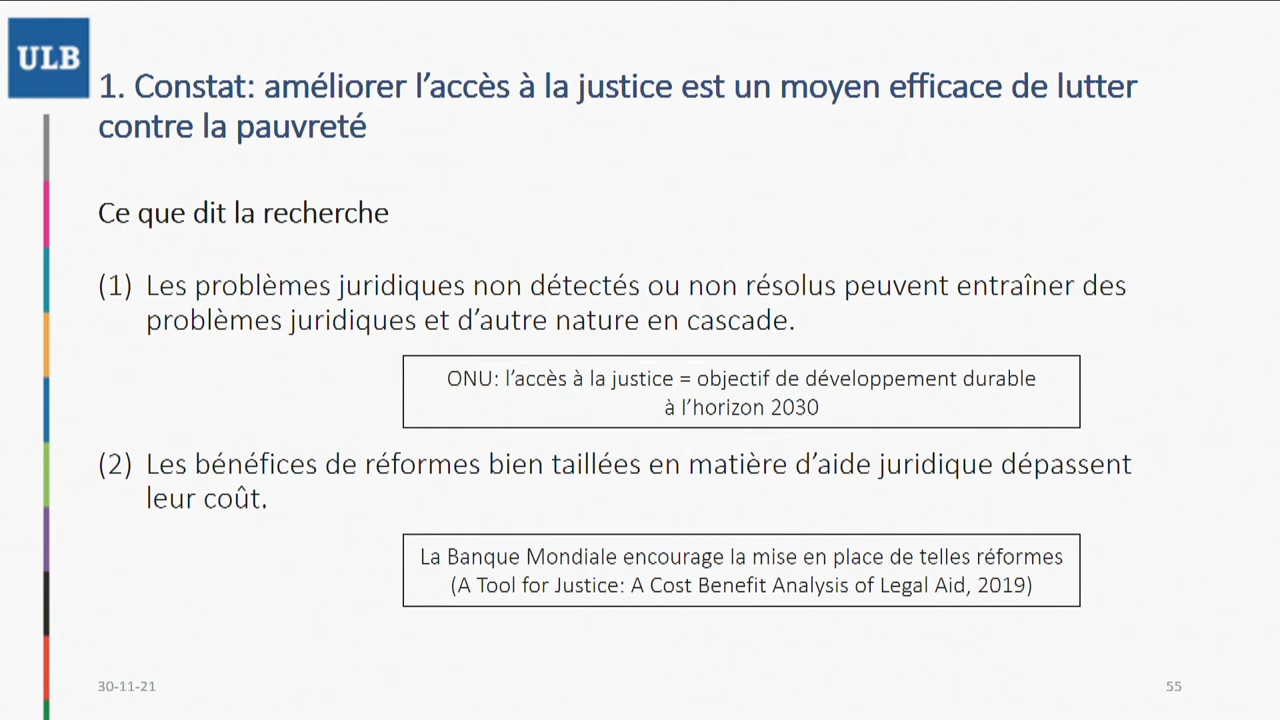 ULB
1. Constat: améliorer l’accès à la justice est un moyen efficace de lutter
contre la pauvreté
Ce que dit la recherche
(1) Les problèmes juridiques non détectés ou non résolus peuvent entraîner des
problèmes juridiques et d’autre nature en cascade.
ONU: l’accès à la justice = objectif de développement durable
à l’horizon 2030
(2) Les bénéfices de réformes bien taillées en matière d’aide juridique dépassent
leur coût.
La Banque Mondiale encourage la mise en place de telles réformes
(A Tool for Justice: A Cost Benefit Analysis of Legal Aid, 2019)
30-11-21
55